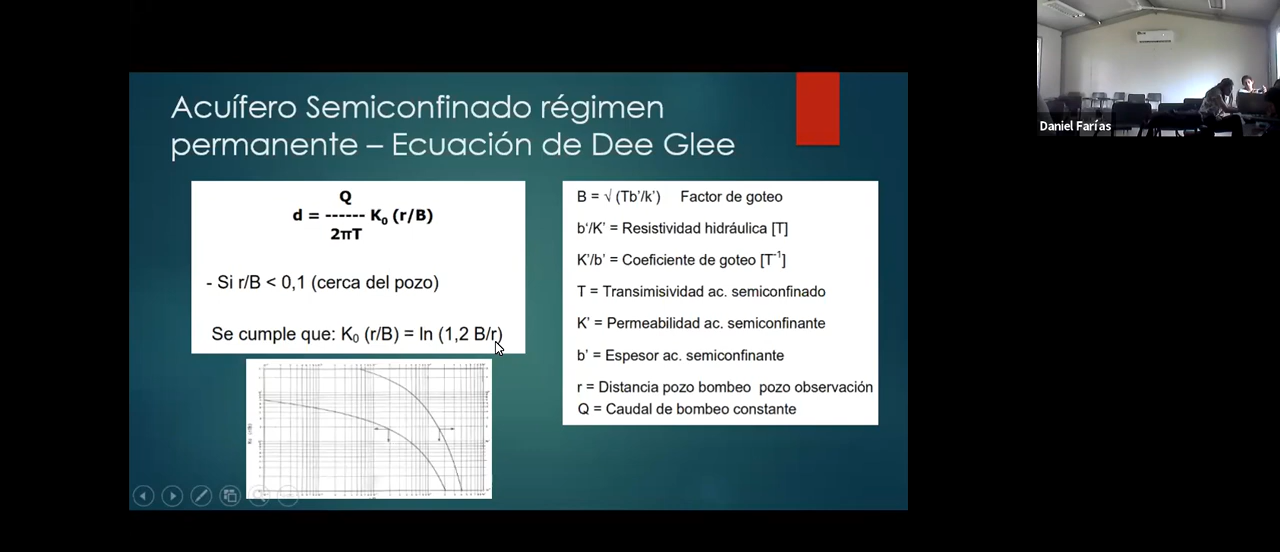 Acuífero Semiconfinado régimen
permanente – Ecuación de Dee Glee
Q
d = ------ K₀ (r/B)
2πT
- Si r/B < 0,1 (cerca del pozo)
Se cumple que: K₀ (r/B) = ln (1,2 B/r)
B = √ (Tb’/k’) Factor de goteo
b‘/K’ = Resistividad hidráulica [T]
K’/b’ = Coeficiente de goteo [T⁻¹]
T = Transimisividad ac. semiconfinado
K’ = Permeabilidad ac. semiconfinante
b’ = Espesor ac. semiconfinante
r = Distancia pozo bombeo pozo observación
Q = Caudal de bombeo constante
Daniel Farías